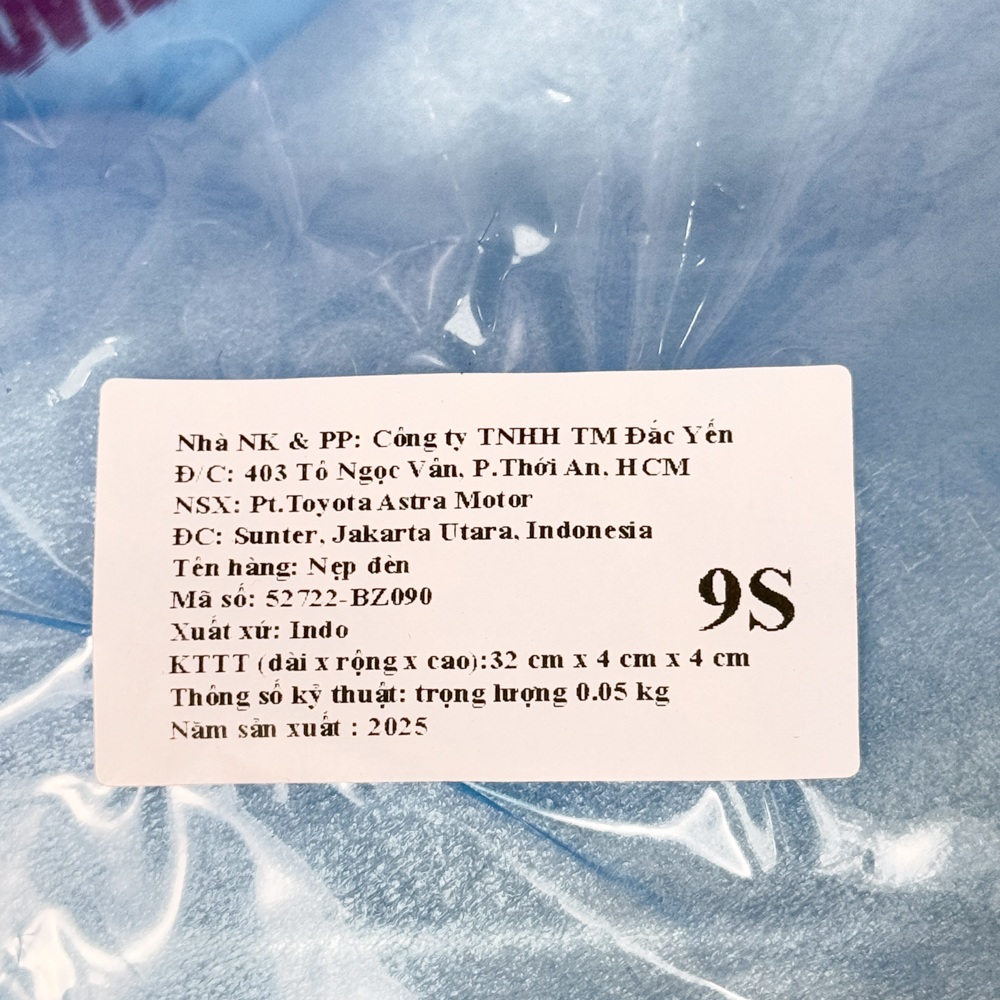 Nhà NK & PP: Công ty TNHH TM Đắc Yến
Đ/C: 403 Tô Ngọc Vân, P.Thới An, HCM
NSX: Pt.Toyota Astra Motor
ĐC: Sunter, Jakarta Utara, Indonesia
Tên hàng: Nẹp đèn
Mã số: 52722-BZ090
9S
Xuất xứ: Indo
KTTT (dài x rộng x cao):32 cm x 4 cm x 4 cm
Thông số kỹ thuật: trọng lượng 0.05 kg
Năm sản xuất : 2025